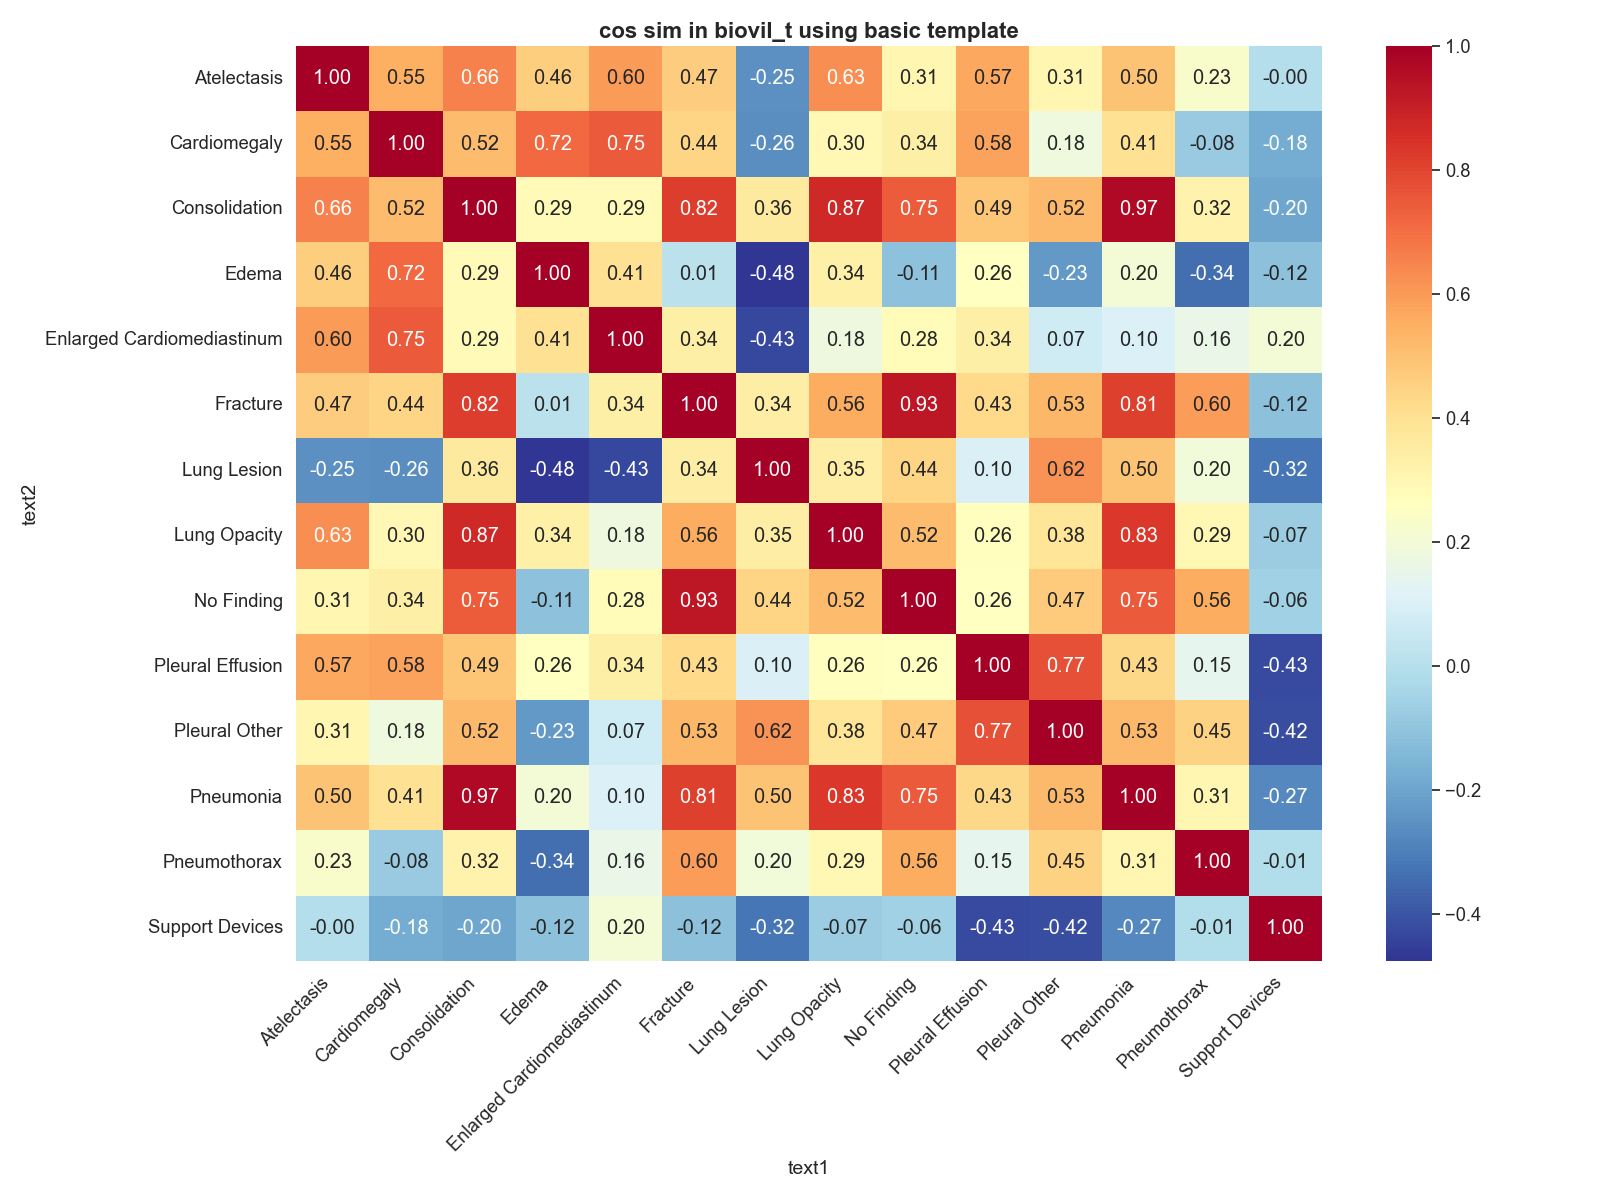 cos sim in biovil_t using basic template
Atelectasis 1.00 0.55 0.66 0.46 0.60 0.47 -0.25 0.63 0.31 0.57 0.31 0.50 0.23 -0.00
Cardiomegaly 0.55 1.00 0.52 0.72 0.75 0.44 -0.26 0.30 0.34 0.58 0.18 0.41 -0.08 -0.18
Consolidation 0.66 0.52 1.00 0.29 0.29 0.82 0.36 0.87 0.75 0.49 0.52 0.97 0.32 -0.20
Edema 0.46 0.72 0.29 1.00 0.41 0.01 -0.48 0.34 -0.11 0.26 -0.23 0.20 -0.34 -0.12
Enlarged Cardiomediastinum 0.60 0.75 0.29 0.41 1.00 0.34 -0.43 0.18 0.28 0.34 0.07 0.10 0.16 0.20
Fracture 0.47 0.44 0.82 0.01 0.34 1.00 0.34 0.56 0.93 0.43 0.53 0.81 0.60 -0.12
Lung Lesion -0.25 -0.26 0.36 -0.48 -0.43 0.34 1.00 0.35 0.44 0.10 0.62 0.50 0.20 -0.32
Lung Opacity 0.63 0.30 0.87 0.34 0.18 0.56 0.35 1.00 0.52 0.26 0.38 0.83 0.29 -0.07
No Finding 0.31 0.34 0.75 -0.11 0.28 0.93 0.44 0.52 1.00 0.26 0.47 0.75 0.56 -0.06
Pleural Effusion 0.57 0.58 0.49 0.26 0.34 0.43 0.10 0.26 0.26 1.00 0.77 0.43 0.15 -0.43
Pleural Other 0.31 0.18 0.52 -0.23 0.07 0.53 0.62 0.38 0.47 0.77 1.00 0.53 0.45 -0.42
Pneumonia 0.50 0.41 0.97 0.20 0.10 0.81 0.50 0.83 0.75 0.43 0.53 1.00 0.31 -0.27
Pneumothorax 0.23 -0.08 0.32 -0.34 0.16 0.60 0.20 0.29 0.56 0.15 0.45 0.31 1.00 -0.01
Support Devices -0.00 -0.18 -0.20 -0.12 0.20 -0.12 -0.32 -0.07 -0.06 -0.43 -0.42 -0.27 -0.01 1.00
text2
Atelectasis
Cardiomegaly
Consolidation
Edema
Enlarged Cardiomediastinum
Fracture
Lung Lesion
Lung Opacity
No Finding
Pleural Effusion
Pleural Other
Pneumonia
Pneumothorax
Support Devices
text1
1.0
0.8
0.6
0.4
0.2
0.0
−0.2
−0.4